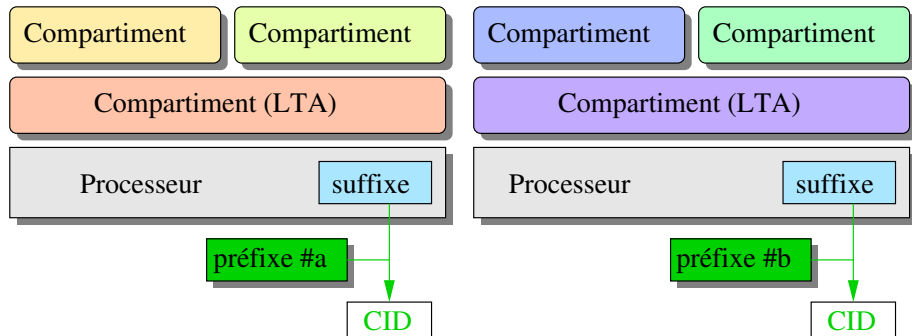 Compartiment
Compartiment
Compartiment
Compartiment
Compartiment (LTA)
Compartiment (LTA)
Processeur
suffixe
Processeur
suffixe
préfixe #a
préfixe #b
CID
CID